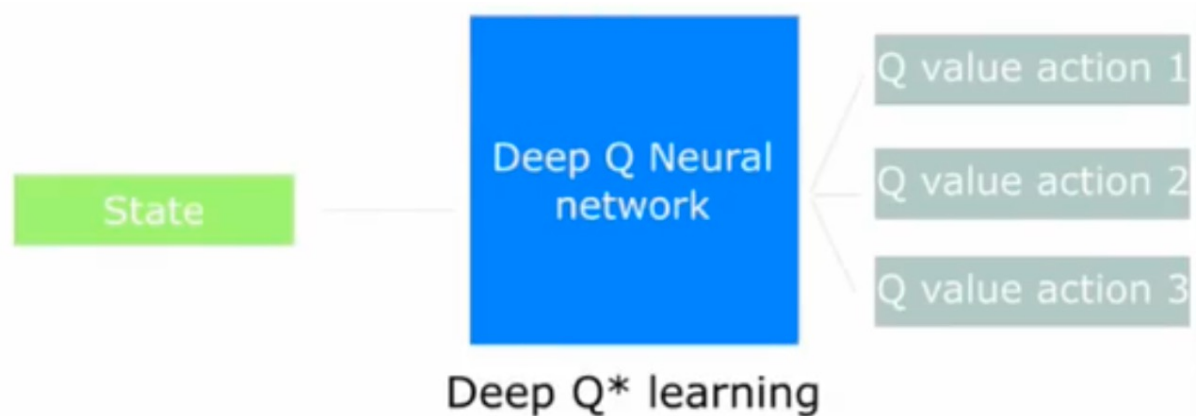 State
Deep Q Neural
network
Q value action 1
Q value action 2
Q value action 3
Deep Q* learning